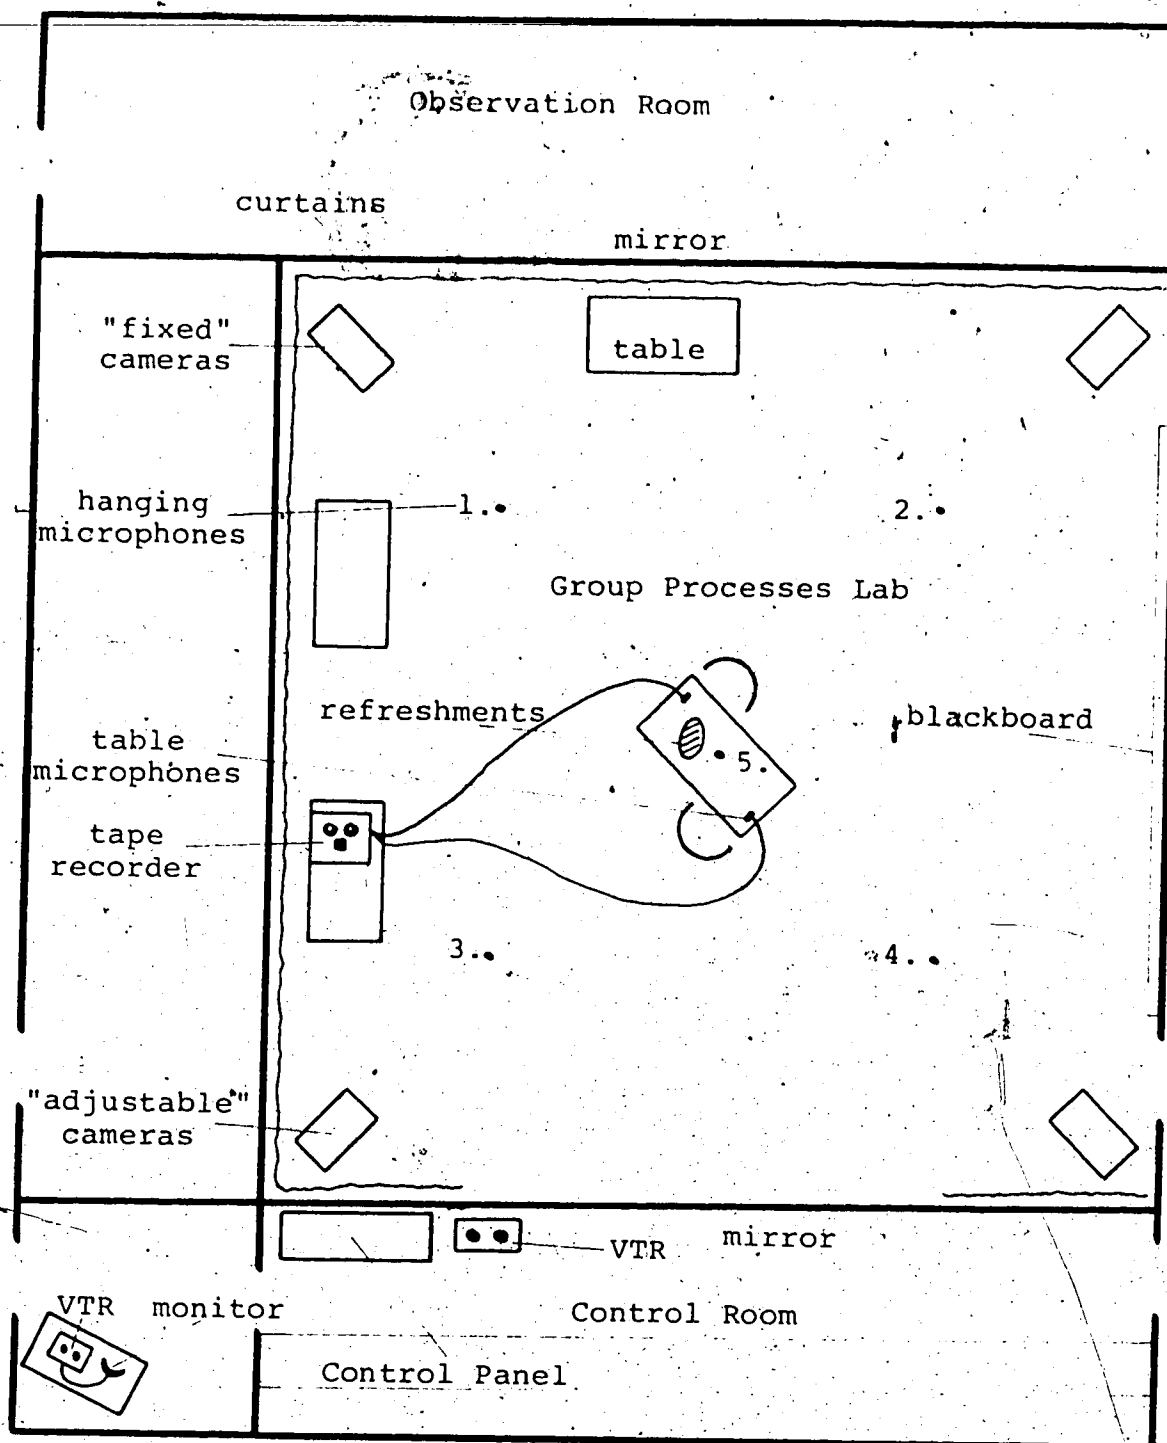 Observation Room
curtains
mirror
"fixed"
cameras
table
hanging
microphones
1.
2.
Group Processes Lab
refreshments
blackboard
table
microphones
5.
tape
recorder
3.
4.
"adjustable"
cameras
VTR
mirror
VTR monitor
Control Room
Control Panel